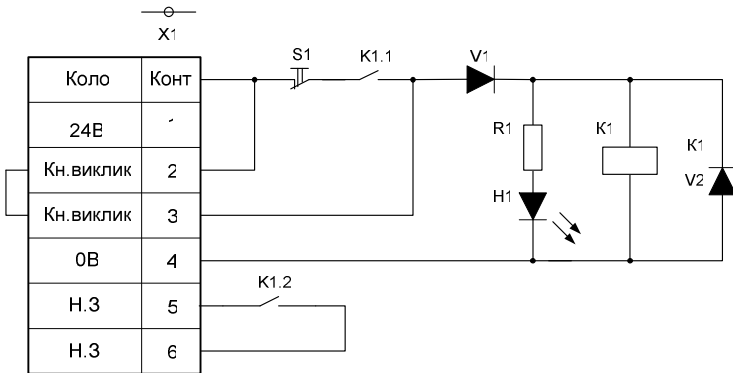 X1
S1
K1.1
V1
Коло Конт
24В 1
Кн.виклик 2
Кн.виклик 3
0В 4
Н.З 5
Н.З 6
R1
K1
K1
V2
H1
K1.2